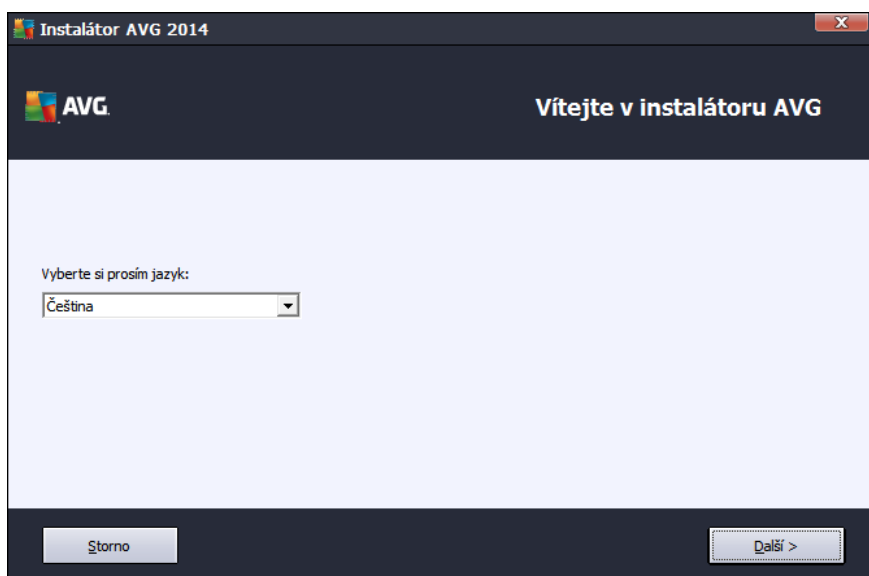 Instalátor AVG 2014
AVG.
Vítejte v instalátoru AVG
Vyberte si prosím jazyk:
Čeština
Storno
Další >